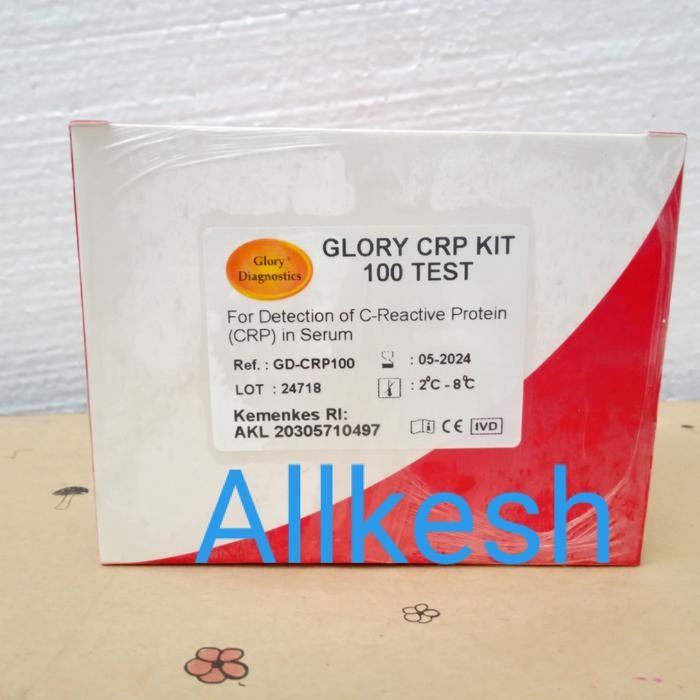 Glory®
Diagnostics
GLORY CRP KIT
100 TEST
For Detection of C-Reactive Protein
(CRP) in Serum
Ref. : GD-CRP100
: 05-2024
LOT : 24718
: 2°C - 8°C
Kemenkes RI:
AKL 20305710497
i CE IVD
Allkesh